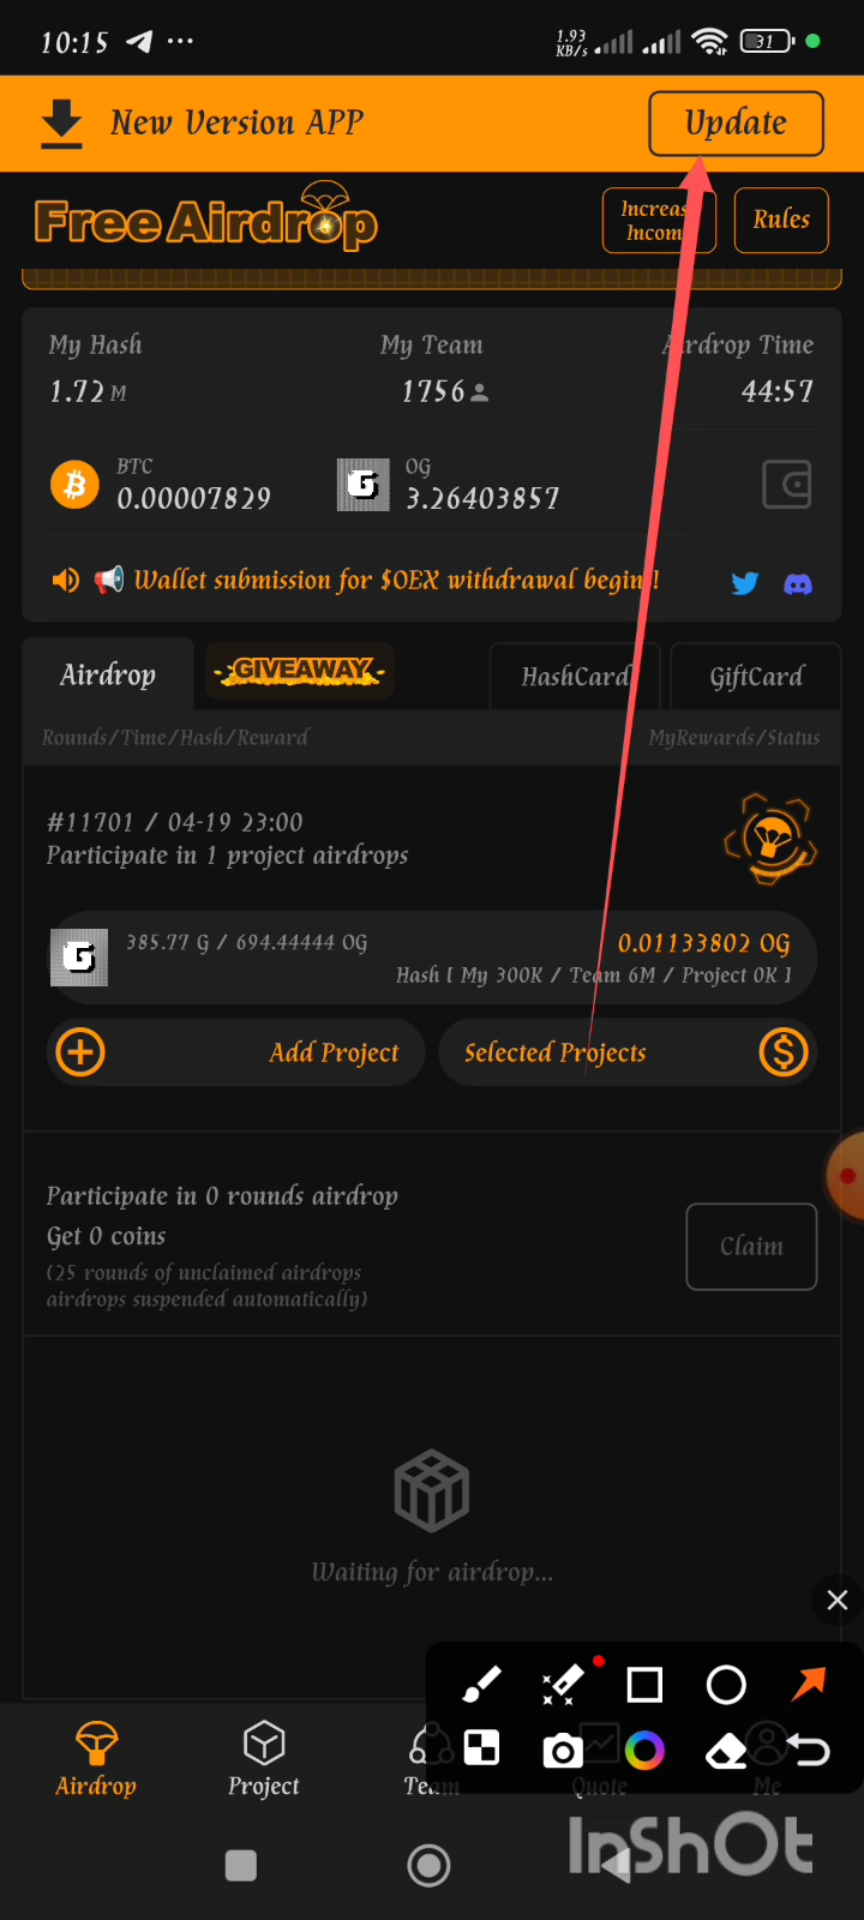 10:15
1.93
KB/s
31
New Version APP
Update
Free Airdrop
Rules
My Hash
My Team
Airdrop Time
1.72 M
1756
44:57
BTC
0.00007829
OG
3.26403857
Wallet submission for $OEX withdrawal begin !
Airdrop
GIVEAWAY
HashCard
GiftCard
Rounds/Time/Hash/Reward
MyRewards/Status
#11701 / 04-19 23:00
Participate in 1 project airdrops
385.77 G / 694.44444 OG
0.01133802 OG
Hash [ My 300K / Team 6M / Project 0K ]
Add Project
Selected Projects
Participate in 0 rounds airdrop
Get 0 coins
(25 rounds of unclaimed airdrops
airdrops suspended automatically)
Claim
Waiting for airdrop...
Airdrop
Project
Team
Quote
Me
InShOt